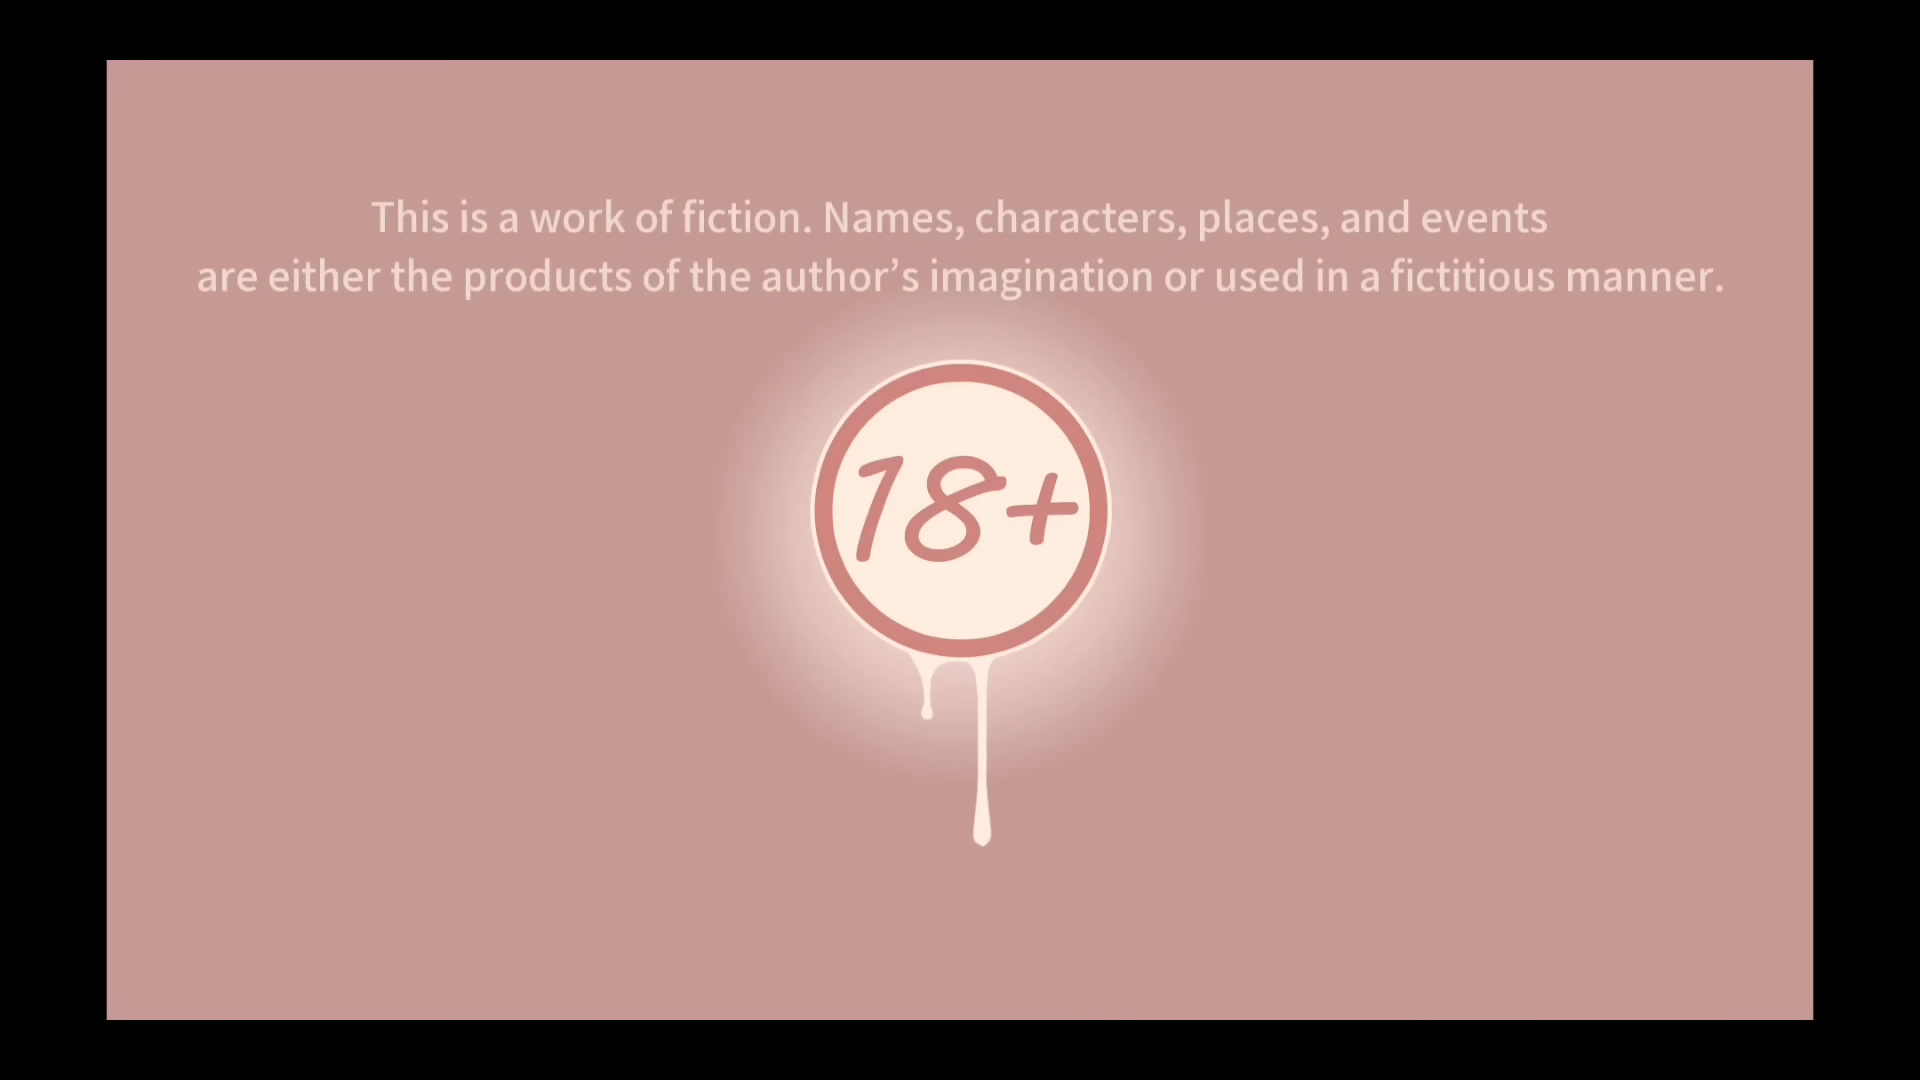 This is a work of fiction. Names, characters, places, and events
are either the products of the author’s imagination or used in a fictitious manner.
18+